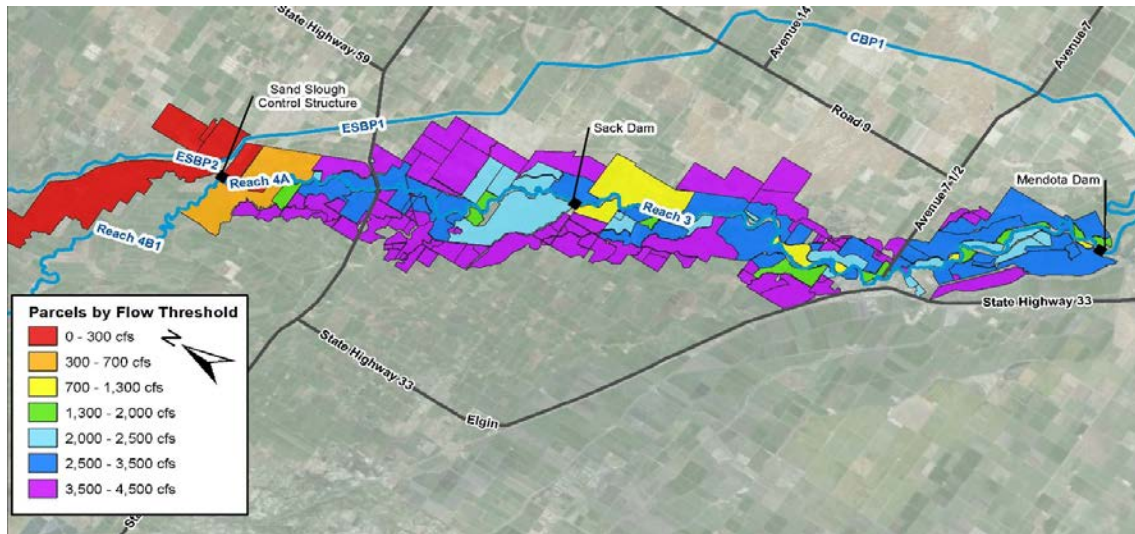 State Highway 59
Avenue 14
Avenue 7
CBP1
Sand Slough
Control Structure
ESBP1
Sack Dam
Road 9
ESBP2
Reach 4A
Mendota Dam
Avenue 7-1/2
Reach 3
Reach 4B1
State Highway 33
Parcels by Flow Threshold
N
0 - 300 cfs
300 - 700 cfs
700 - 1,300 cfs
1,300 - 2,000 cfs
2,000 - 2,500 cfs
2,500 - 3,500 cfs
3,500 - 4,500 cfs
State Highway 33
Elgin